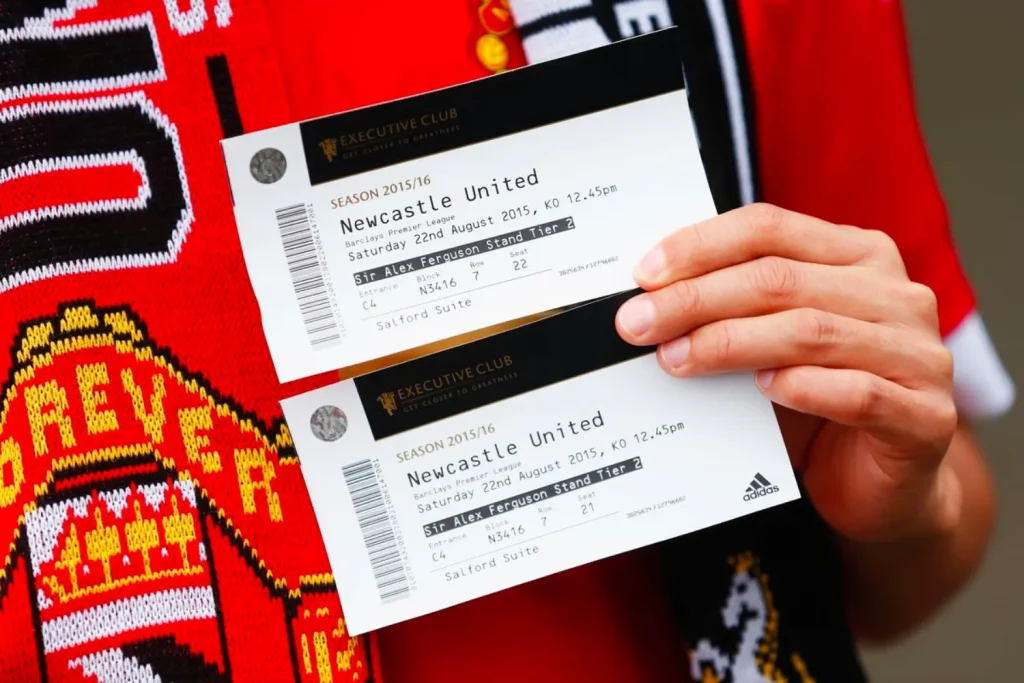 EXECUTIVE CLUB
GET CLOSER TO GREATNESS
SEASON 2015/16
Newcastle United
Barclays Premier League
Saturday 22nd August 2015, KO 12.45pm
Sir Alex Ferguson Stand Tier 2
Entrance Block Row Seat
C4 N3416 7 22
Salford Suite
EXECUTIVE CLUB
GET CLOSER TO GREATNESS
SEASON 2015/16
Newcastle United
Barclays Premier League
Saturday 22nd August 2015, KO 12.45pm
Sir Alex Ferguson Stand Tier 2
Entrance Block Row Seat
C4 N3416 7 21
Salford Suite
adidas
OREVER